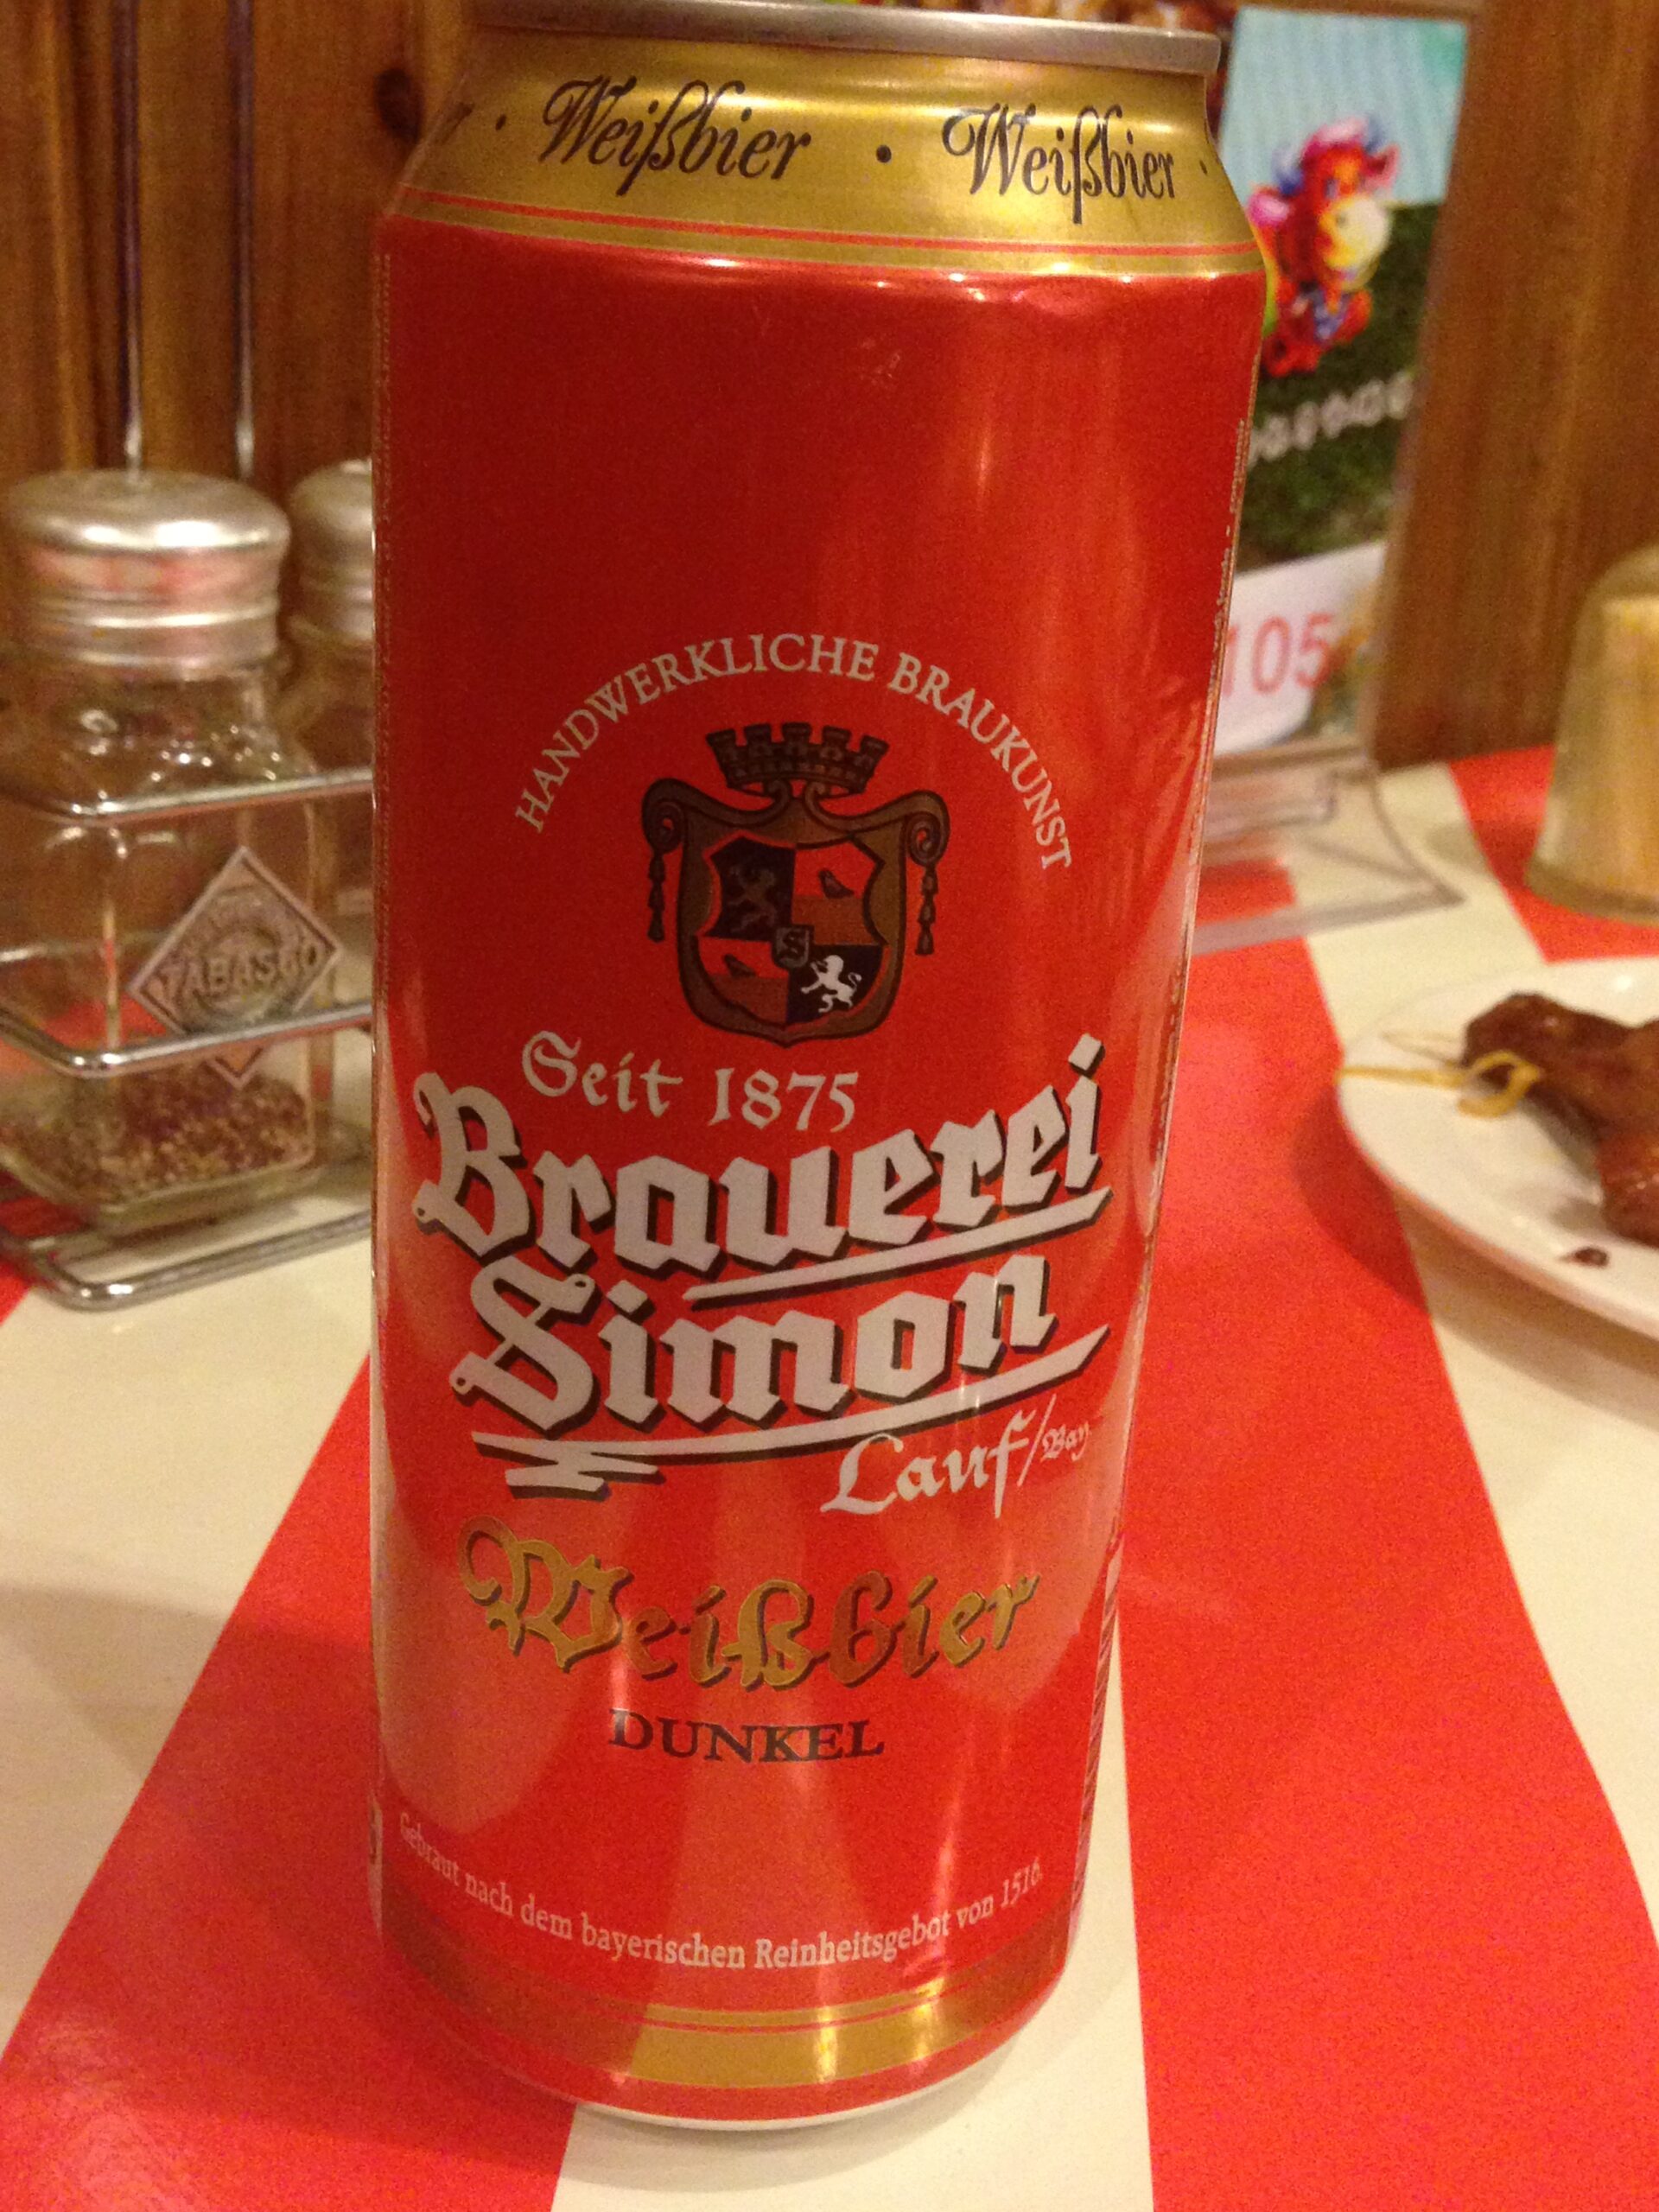 Weißbier • Weißbier
HANDWERKLICHE BRAUKUNST
S
Seit 1875
Brauerei
Simon
Lauf/Bay.
Weißbier
DUNKEL
Gebraut nach dem bayerischen Reinheitsgebot von 1516.
TABASCO
105